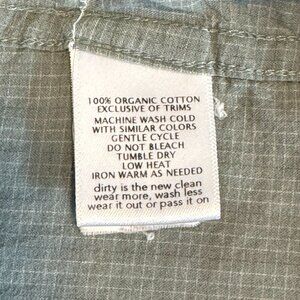 100% ORGANIC COTTON
EXCLUSIVE OF TRIMS
MACHINE WASH COLD
WITH SIMILAR COLORS
GENTLE CYCLE
DO NOT BLEACH
TUMBLE DRY
LOW HEAT
IRON WARM AS NEEDED
dirty is the new clean
wear more, wash less
wear it out or pass it on